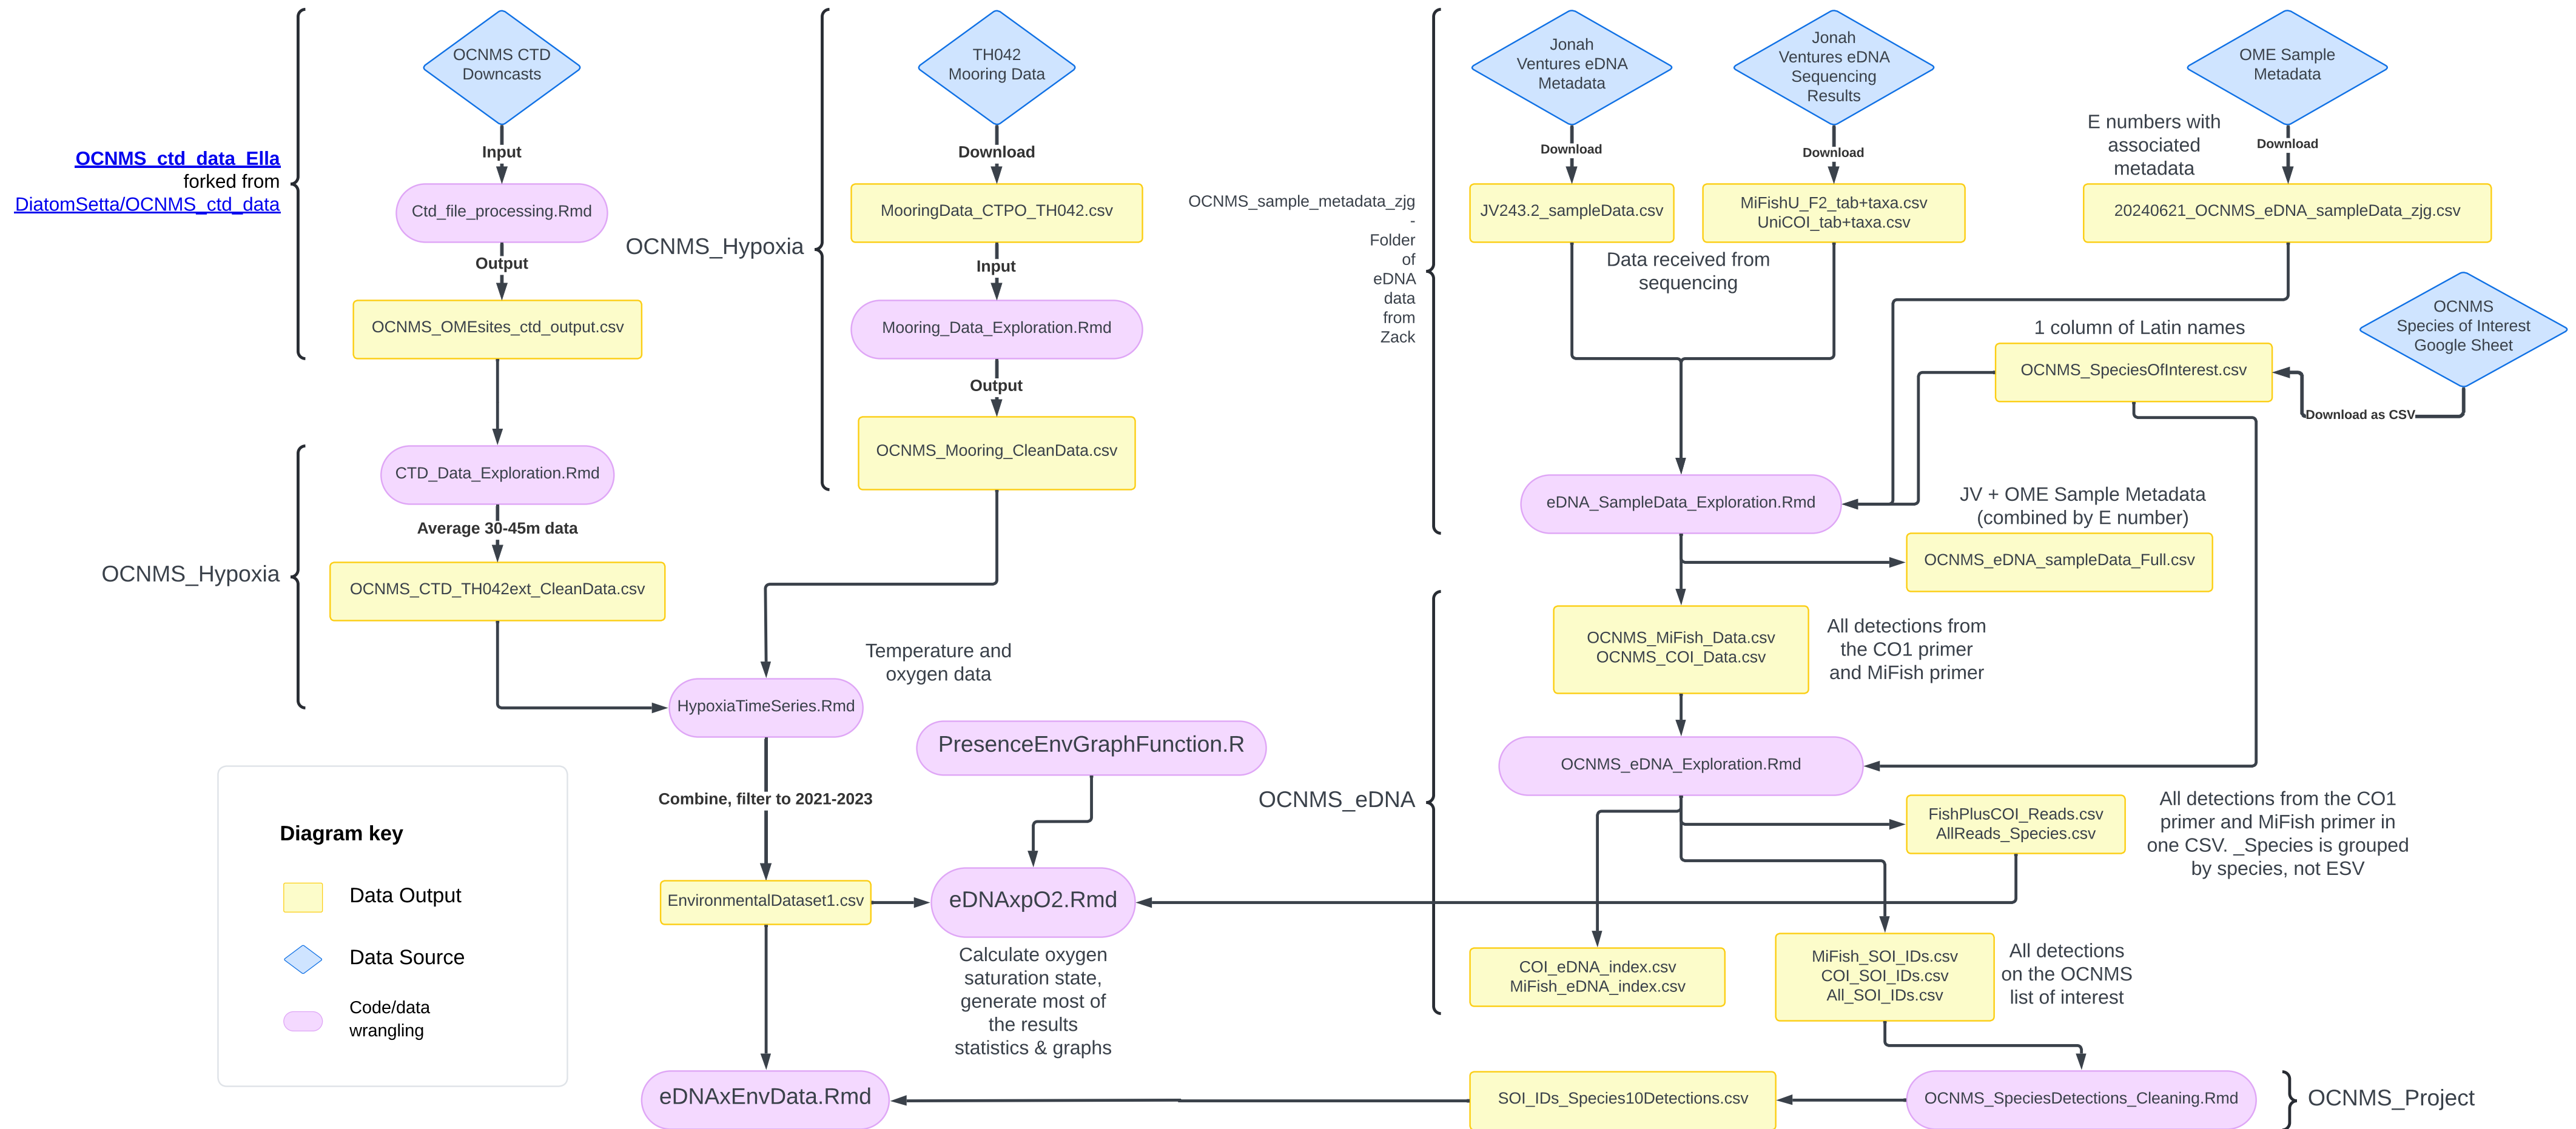 OCNMS CTD
Downcasts
Input
OCNMS_ctd_data_Ella
forked from
DiatomSetta/OCNMS_ctd_data
Ctd_file_processing.Rmd
Output
OCNMS_OMEsites_ctd_output.csv
OCNMS_Hypoxia
CTD_Data_Exploration.Rmd
Average 30-45m data
OCNMS_CTD_TH042ext_CleanData.csv
TH042
Mooring Data
Download
OCNMS_Hypoxia
MooringData_CTPO_TH042.csv
Input
Mooring_Data_Exploration.Rmd
Output
OCNMS_Mooring_CleanData.csv
Temperature and
oxygen data
HypoxiaTimeSeries.Rmd
PresenceEnvGraphFunction.R
Combine, filter to 2021-2023
EnvironmentalDataset1.csv
eDNAxpO2.Rmd
Calculate oxygen
saturation state,
generate most of
the results
statistics & graphs
eDNAxEnvData.Rmd
Diagram key
Data Output
Data Source
Code/data
wrangling
Jonah
Ventures eDNA
Metadata
Download
Jonah
Ventures eDNA
Sequencing
Results
Download
OME Sample
Metadata
Download
E numbers with
associated
metadata
OCNMS_sample_metadata_zjg
-
Folder
of
eDNA
data
from
Zack
JV243.2_sampleData.csv
MiFishU_F2_tab+taxa.csv
UniCOI_tab+taxa.csv
20240621_OCNMS_eDNA_sampleData_zjg.csv
Data received from
sequencing
OCNMS
Species of Interest
Google Sheet
1 column of Latin names
OCNMS_SpeciesOfInterest.csv
Download as CSV
eDNA_SampleData_Exploration.Rmd
JV + OME Sample Metadata
(combined by E number)
OCNMS_eDNA_sampleData_Full.csv
OCNMS_eDNA
OCNMS_MiFish_Data.csv
OCNMS_COI_Data.csv
All detections from
the CO1 primer
and MiFish primer
OCNMS_eDNA_Exploration.Rmd
FishPlusCOI_Reads.csv
AllReads_Species.csv
All detections from the CO1
primer and MiFish primer in
one CSV. _Species is grouped
by species, not ESV
COI_eDNA_index.csv
MiFish_eDNA_index.csv
MiFish_SOI_IDs.csv
COI_SOI_IDs.csv
All_SOI_IDs.csv
All detections
on the OCNMS
list of interest
SOI_IDs_Species10Detections.csv
OCNMS_SpeciesDetections_Cleaning.Rmd
OCNMS_Project